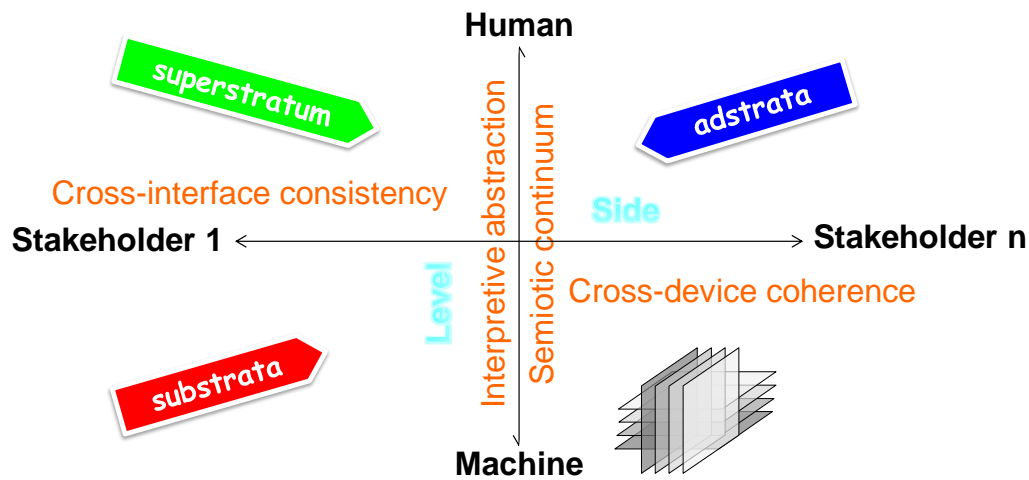 Human
superstratum
adstrata
Interpretive abstraction
Semiotic continuum
Cross-interface consistency
Side
Stakeholder 1
Stakeholder n
Level
Cross-device coherence
substrata
Machine